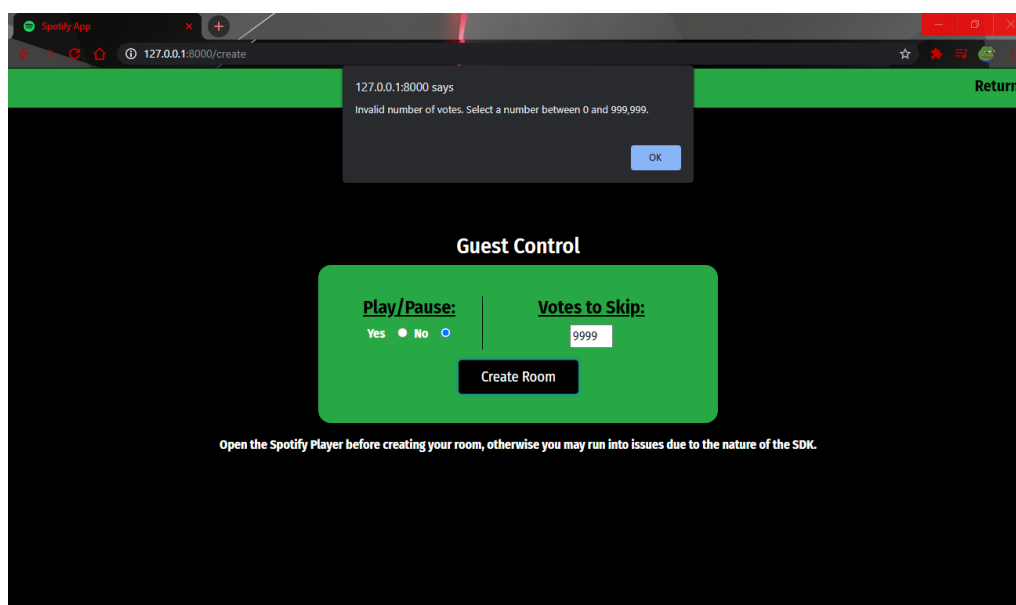 Spotify App
127.0.0.1:8000/create
Return
127.0.0.1:8000 says
Invalid number of votes. Select a number between 0 and 999,999.
OK
Guest Control
Play/Pause:
Votes to Skip:
Yes No
9999
Create Room
Open the Spotify Player before creating your room, otherwise you may run into issues due to the nature of the SDK.